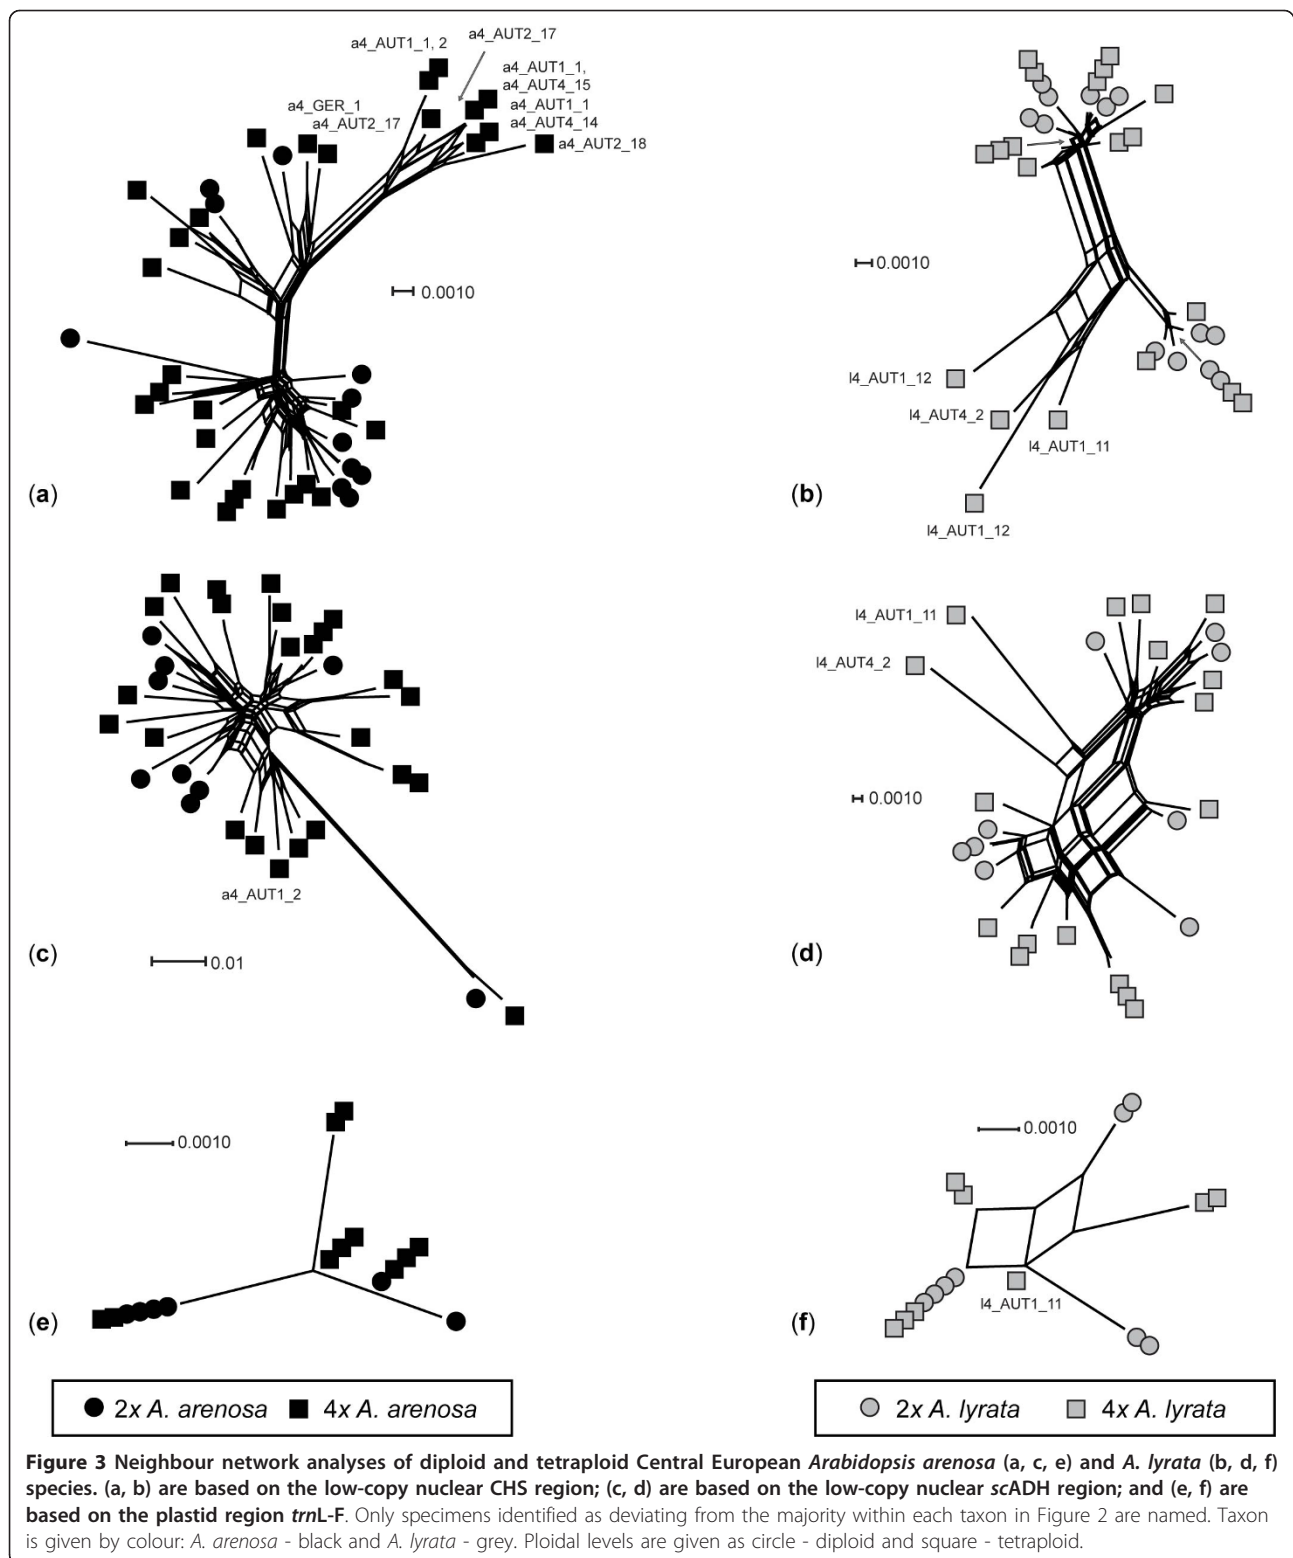 a4_AUT1_1, 2
a4_AUT2_17
a4_AUT1_1,
a4_AUT4_15
a4_AUT1_1
a4_AUT4_14
a4_AUT2_18
a4_GER_1
a4_AUT2_17
0.0010
(a)
0.0010
l4_AUT1_12
l4_AUT4_2
l4_AUT1_11
l4_AUT1_12
(b)
a4_AUT1_2
0.01
(c)
l4_AUT1_11
l4_AUT4_2
0.0010
(d)
0.0010
(e)
0.0010
l4_AUT1_11
(f)
2x A. arenosa 4x A. arenosa
2x A. lyrata 4x A. lyrata
Figure 3 Neighbour network analyses of diploid and tetraploid Central European Arabidopsis arenosa (a, c, e) and A. lyrata (b, d, f)
species. (a, b) are based on the low-copy nuclear CHS region; (c, d) are based on the low-copy nuclear scADH region; and (e, f) are
based on the plastid region trnL-F. Only specimens identified as deviating from the majority within each taxon in Figure 2 are named. Taxon
is given by colour: A. arenosa - black and A. lyrata - grey. Ploidal levels are given as circle - diploid and square - tetraploid.